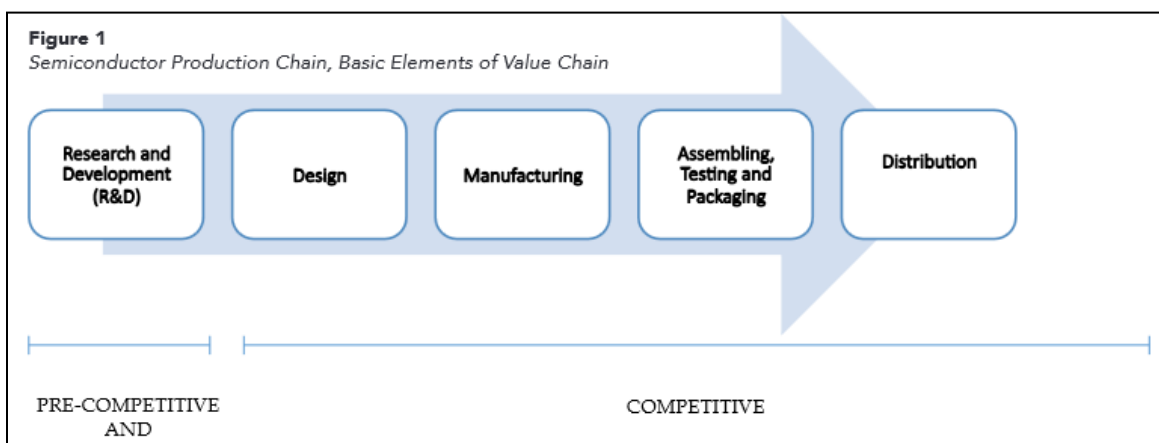 Figure 1
Semiconductor Production Chain, Basic Elements of Value Chain
Research and
Development
(R&D)
Design
Manufacturing
Assembling,
Testing and
Packaging
Distribution
PRE-COMPETITIVE
AND
COMPETITIVE